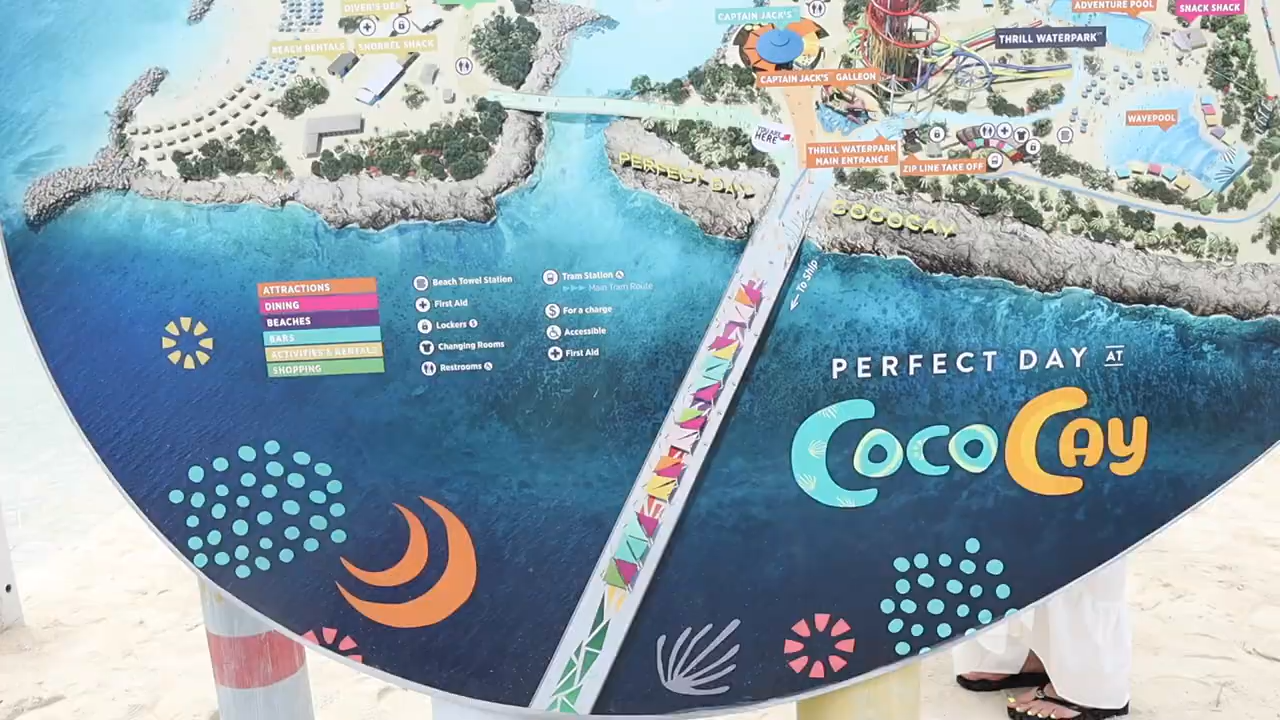 DIVER'S DEN
CAPTAIN JACK'S
ADVENTURE POOL
SNACK SHACK
BEACH RENTALS
SNORKEL SHACK
THRILL WATERPARK
CAPTAIN JACK'S GALLEON
WAVEPOOL
YOU ARE
HERE
THRILL WATERPARK
MAIN ENTRANCE
ZIP LINE TAKE OFF
PERFECT DAY
COCOCAY
To Ship
ATTRACTIONS
DINING
BEACHES
BARS
ACTIVITIES & RENTALS
SHOPPING
Beach Towel Station
First Aid
Lockers $
Changing Rooms
Restrooms
Tram Station
Main Tram Route
For a charge
Accessible
First Aid
PERFECT DAY AT
COCOCAY